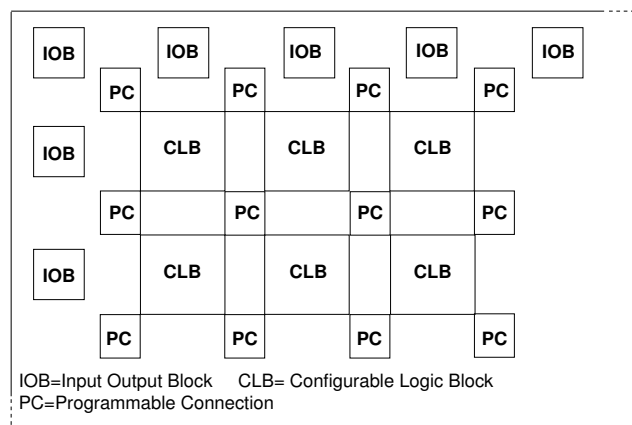 IOB IOB IOB IOB IOB
PC PC PC PC
IOB CLB CLB CLB
PC PC PC PC
IOB CLB CLB CLB
PC PC PC PC
IOB=Input Output Block CLB= Configurable Logic Block
PC=Programmable Connection